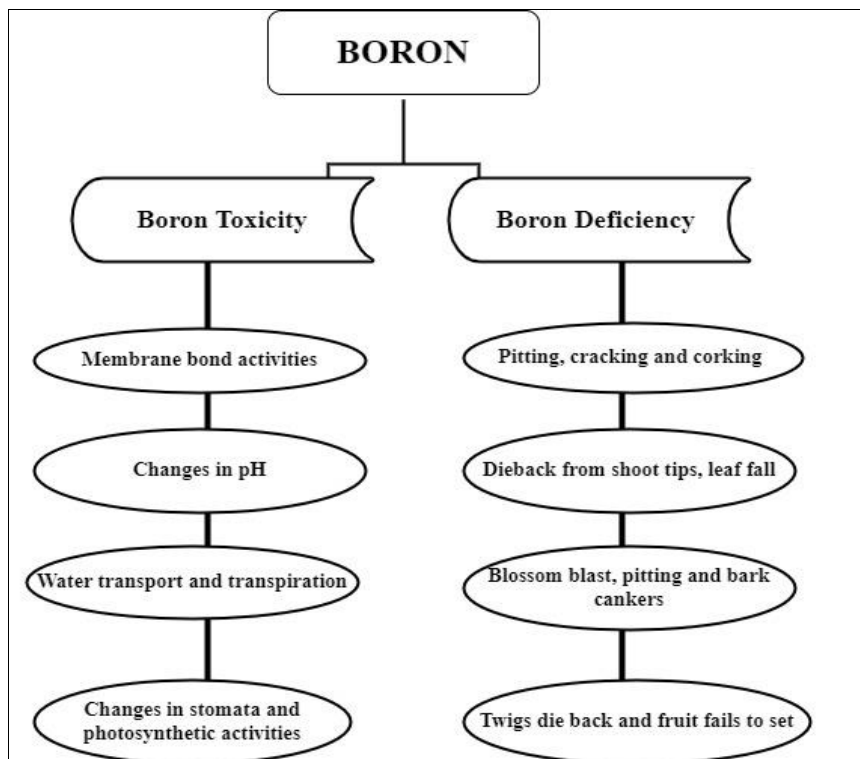 BORON
Boron Toxicity
Membrane bond activities
Changes in pH
Water transport and transpiration
Changes in stomata and
photosynthetic activities
Boron Deficiency
Pitting, cracking and corking
Dieback from shoot tips, leaf fall
Blossom blast, pitting and bark
cankers
Twigs die back and fruit fails to set